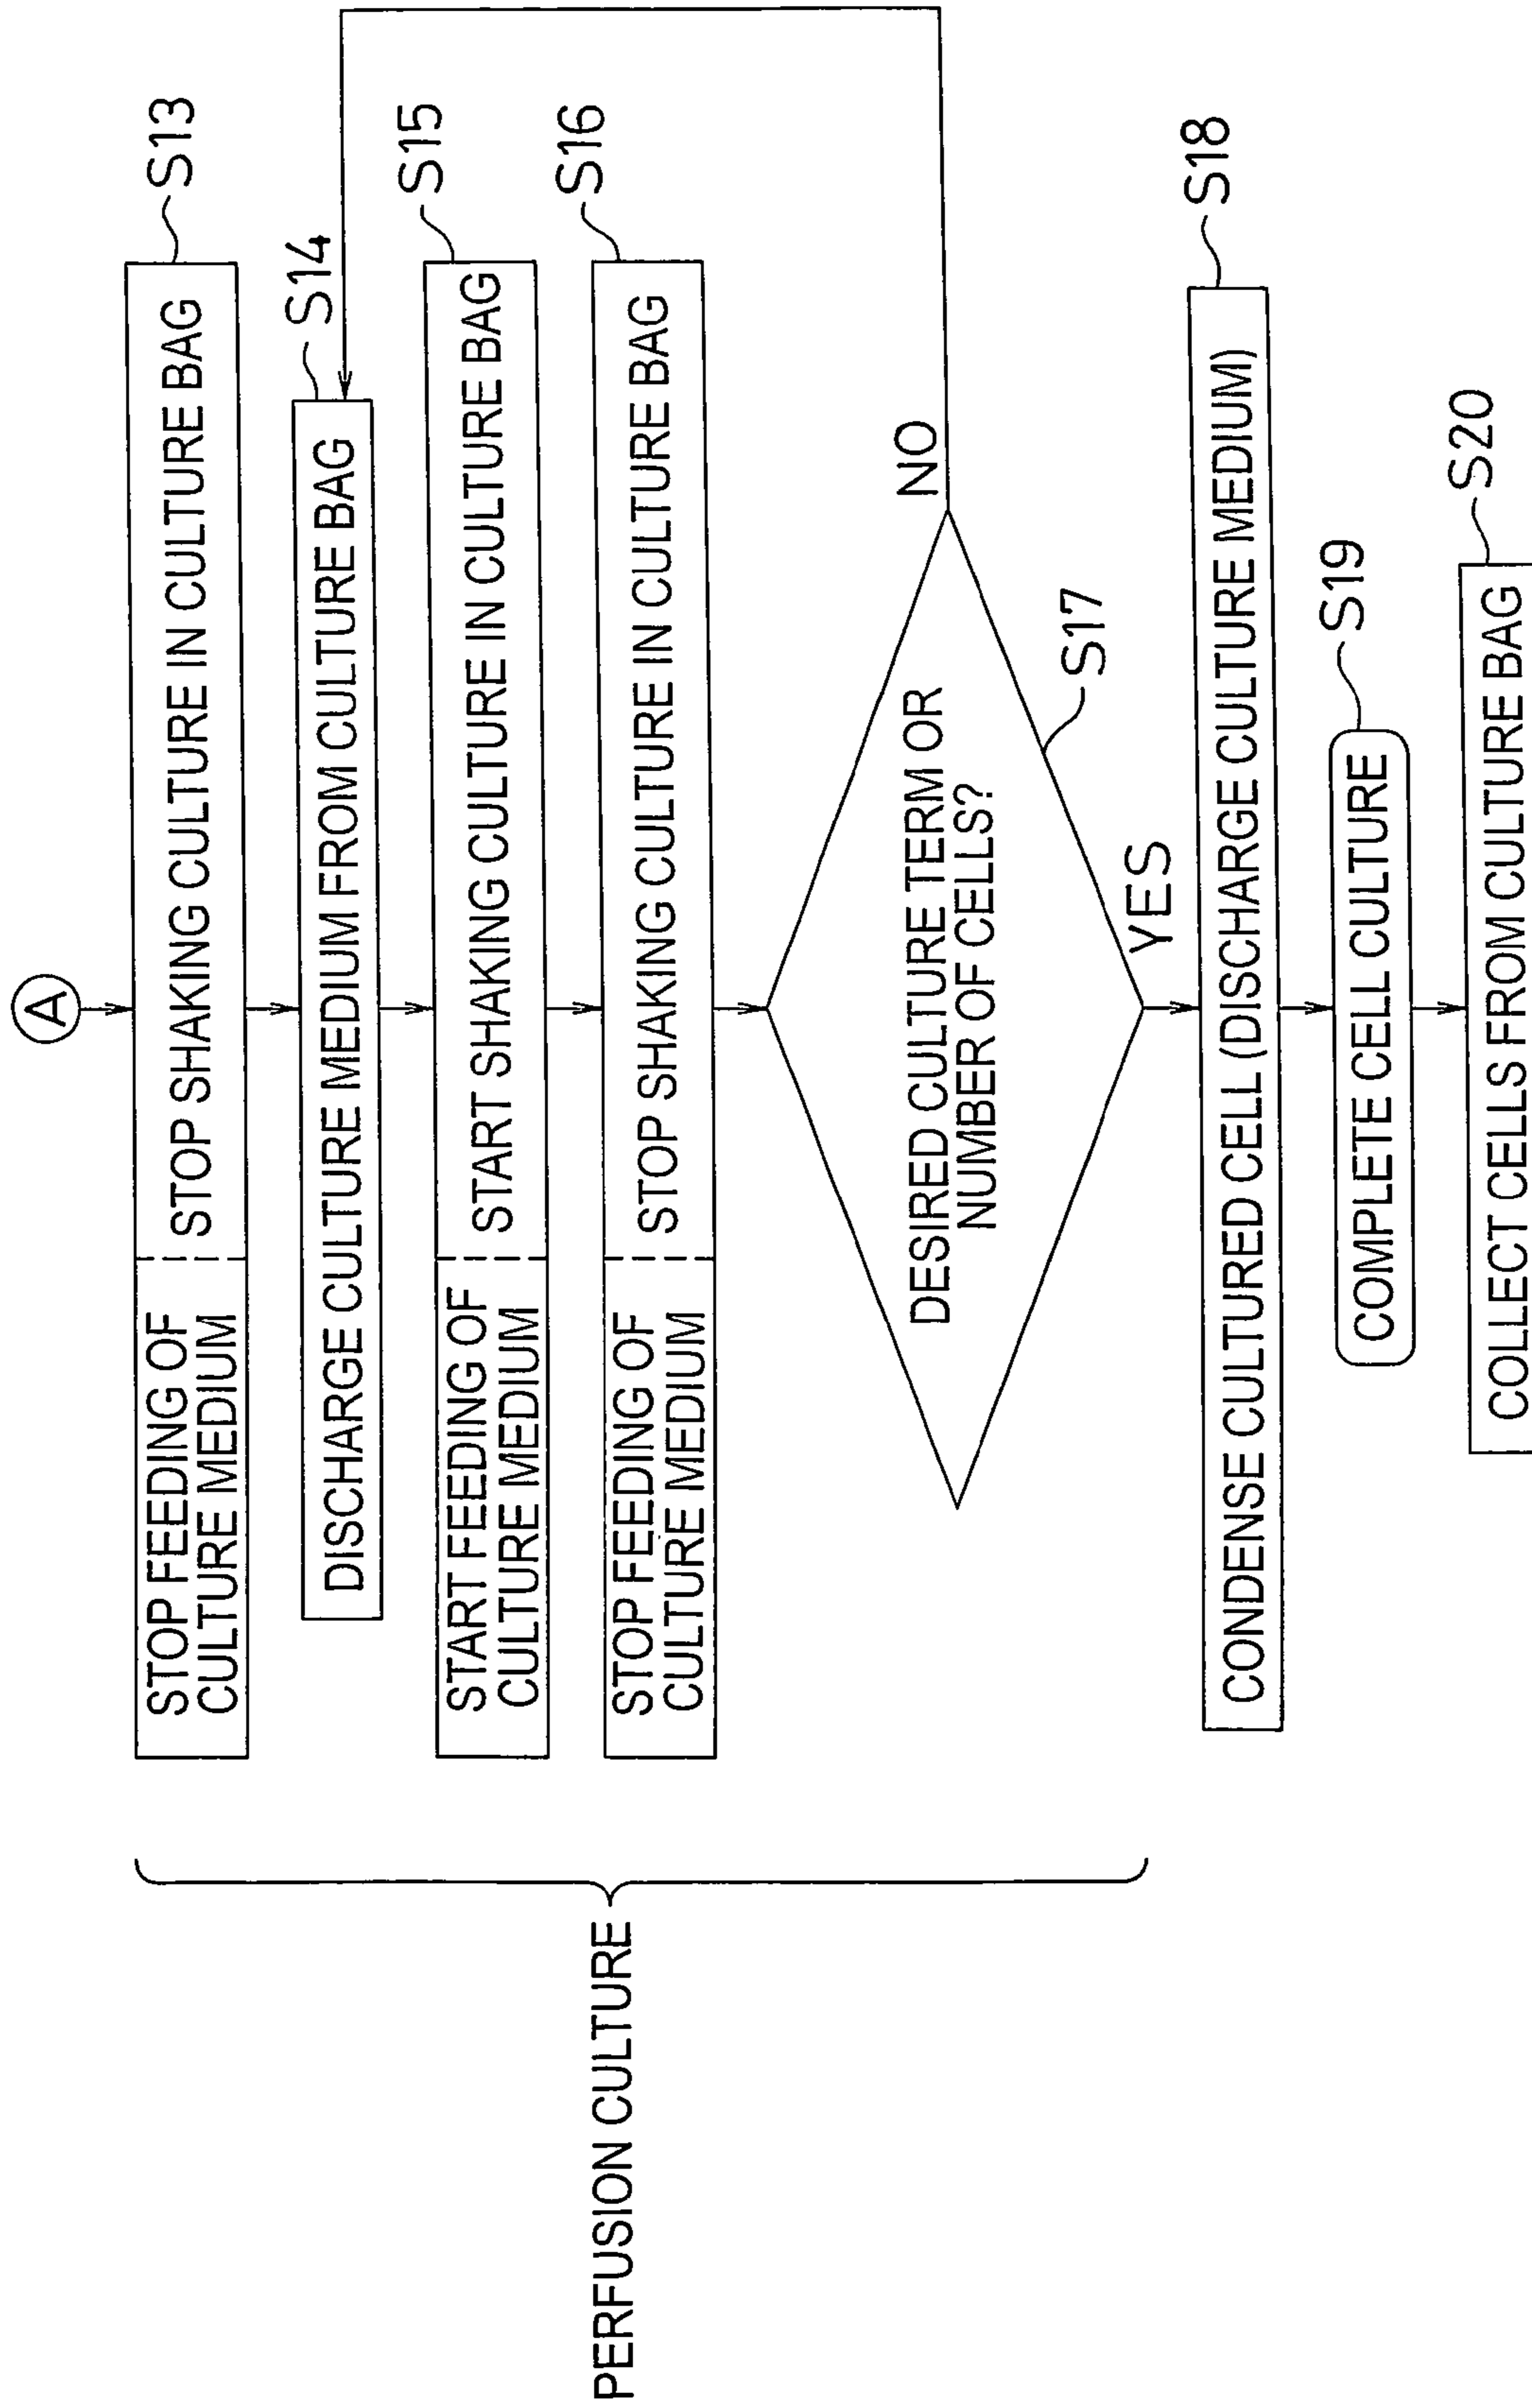 A
STOP FEEDING OF
CULTURE MEDIUM
STOP SHAKING CULTURE IN CULTURE BAG
S13
DISCHARGE CULTURE MEDIUM FROM CULTURE BAG
S14
START FEEDING OF
CULTURE MEDIUM
START SHAKING CULTURE IN CULTURE BAG
S15
STOP FEEDING OF
CULTURE MEDIUM
STOP SHAKING CULTURE IN CULTURE BAG
S16
PERFUSION CULTURE
DESIRED CULTURE TERM OR
NUMBER OF CELLS?
NO
S17
YES
CONDENSE CULTURED CELL (DISCHARGE CULTURE MEDIUM)
S18
COMPLETE CELL CULTURE
S19
COLLECT CELLS FROM CULTURE BAG
S20